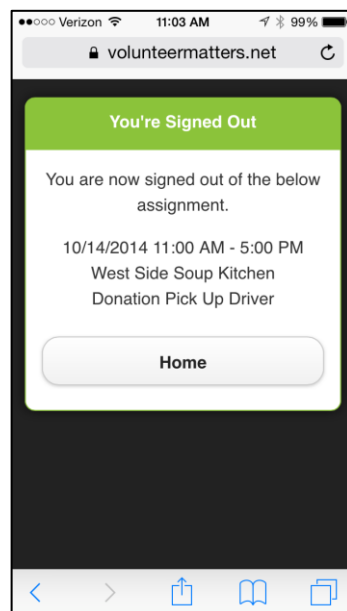 Verizon 11:03 AM 99%
volunteermatters.net
You're Signed Out
You are now signed out of the below
assignment.
10/14/2014 11:00 AM - 5:00 PM
West Side Soup Kitchen
Donation Pick Up Driver
Home